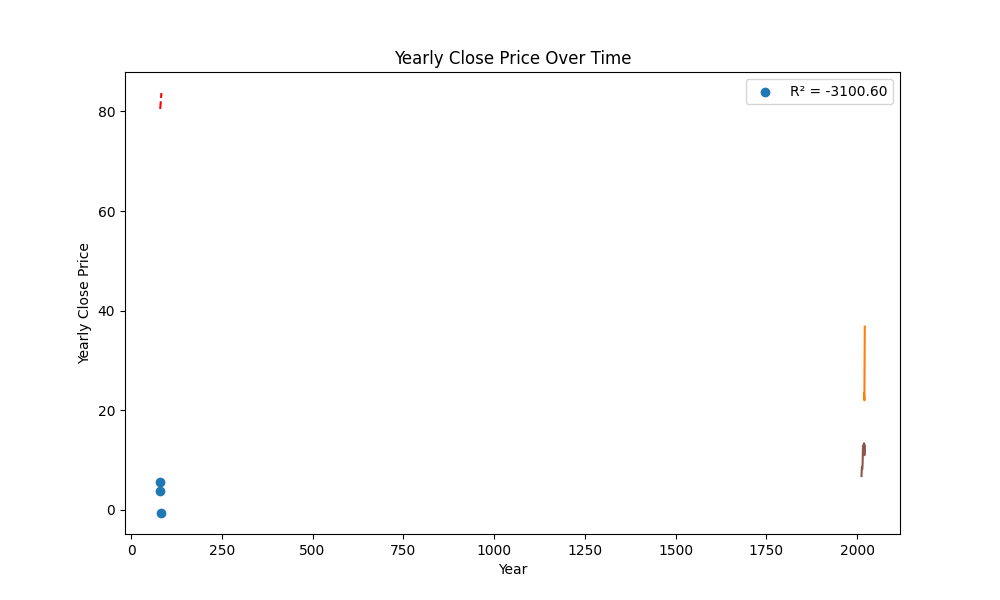 Yearly Close Price Over Time
R² = -3100.60
Yearly Close Price
80
60
40
20
0
0 250 500 750 1000 1250 1500 1750 2000
Year